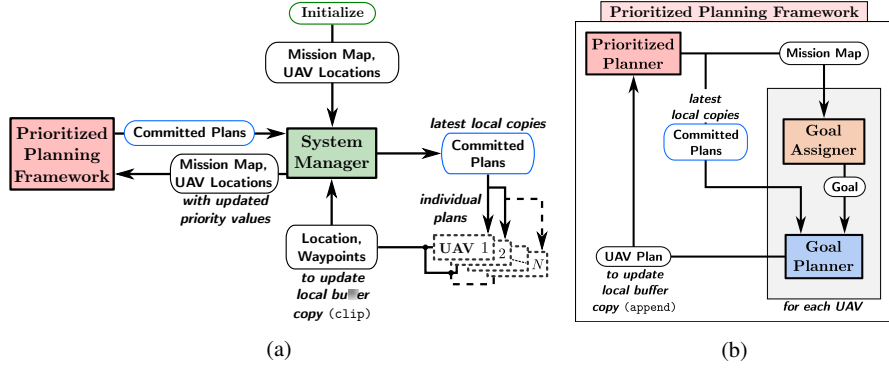 Initialize
Mission Map,
UAV Locations
Prioritized
Planning
Framework
Committed Plans
System
Manager
latest local copies
Committed
Plans
Mission Map,
UAV Locations
with updated
priority values
individual
plans
Location,
Waypoints
UAV 1
2
N
to update
local buffer
copy (clip)
(a)
Prioritized Planning Framework
Prioritized
Planner
Mission Map
latest
local copies
Committed
Plans
Goal
Assigner
Goal
UAV Plan
Goal
Planner
to update
local buffer
copy (append)
for each UAV
(b)